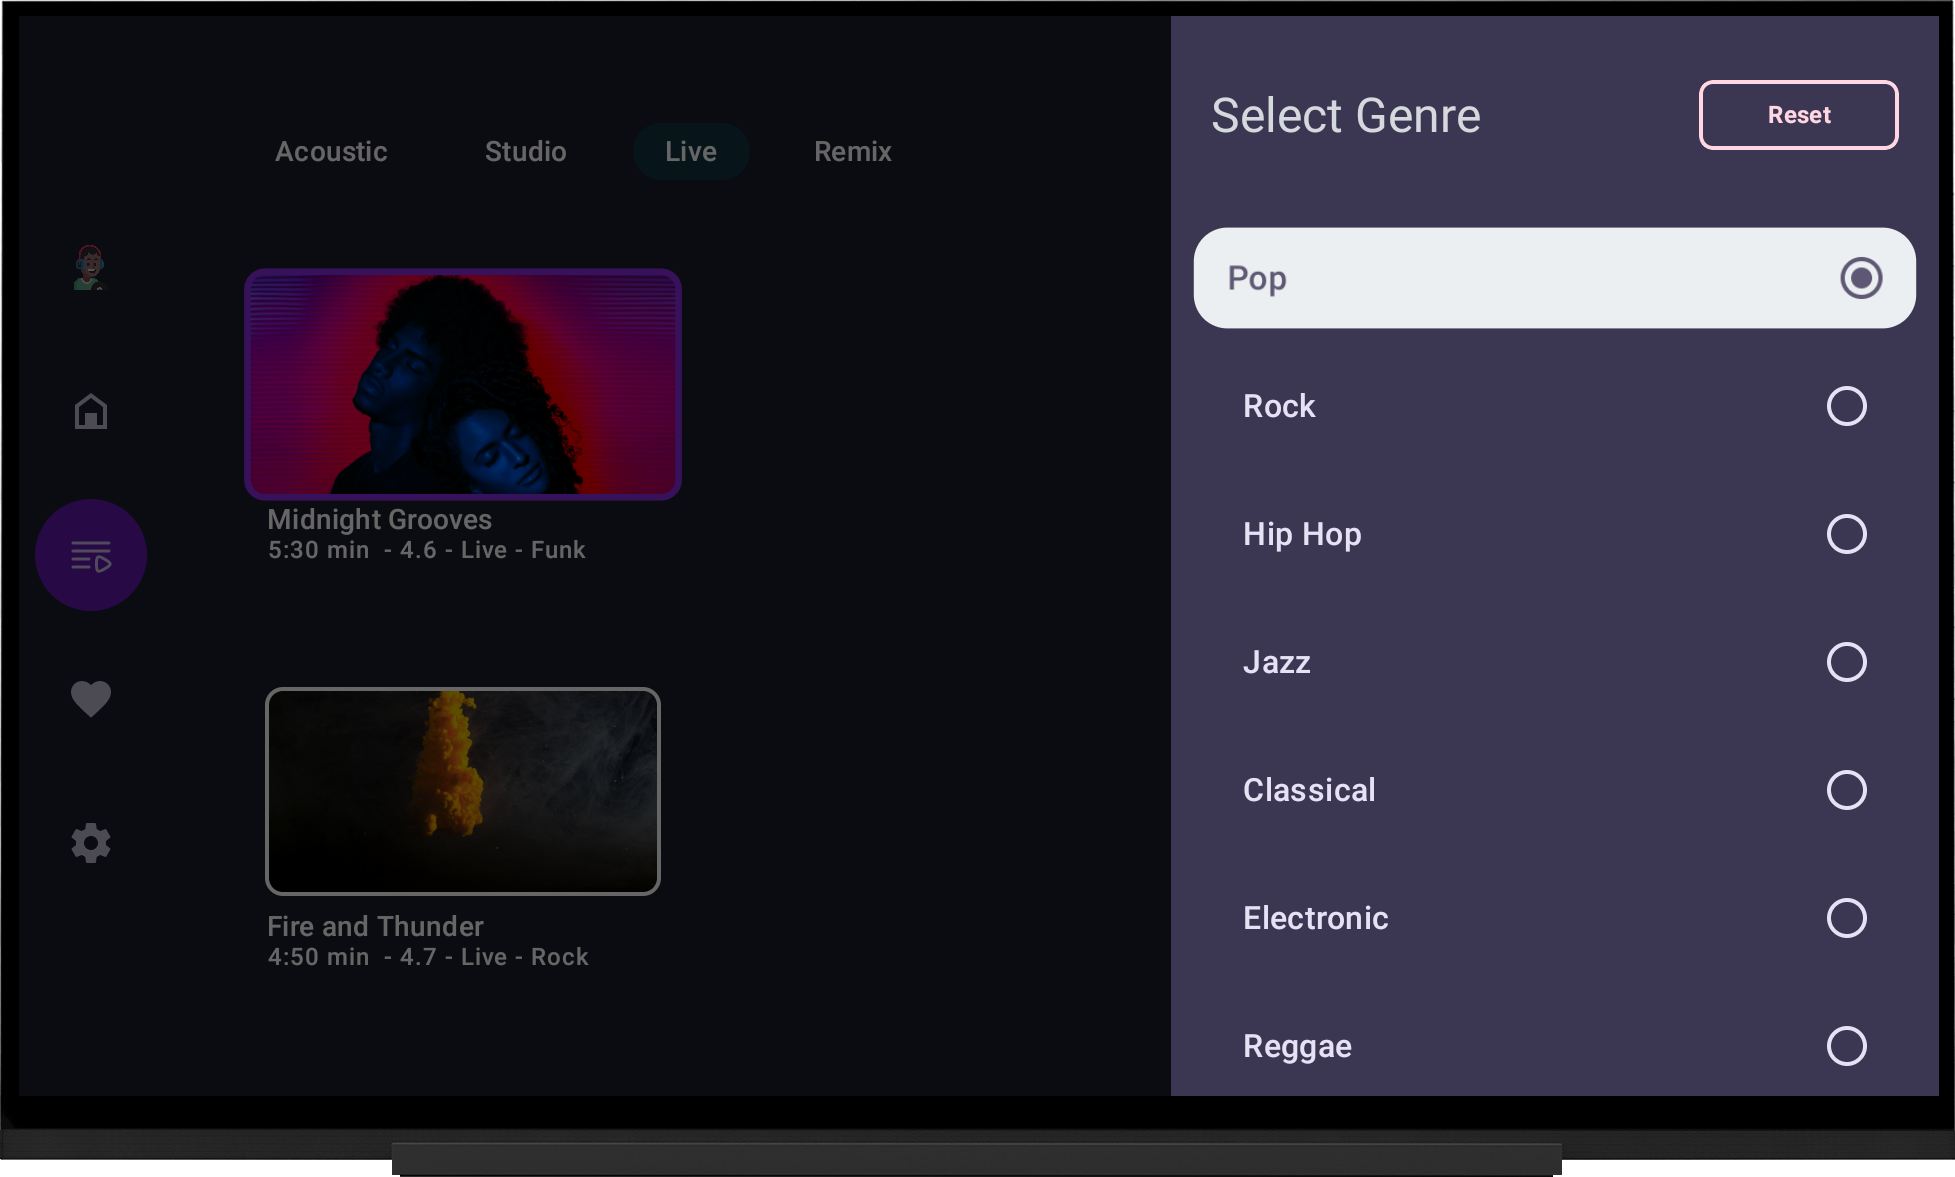 Acoustic
Studio
Live
Remix
Midnight Grooves
5:30 min - 4.6 - Live - Funk
Fire and Thunder
4:50 min - 4.7 - Live - Rock
Select Genre
Reset
Pop
Rock
Hip Hop
Jazz
Classical
Electronic
Reggae